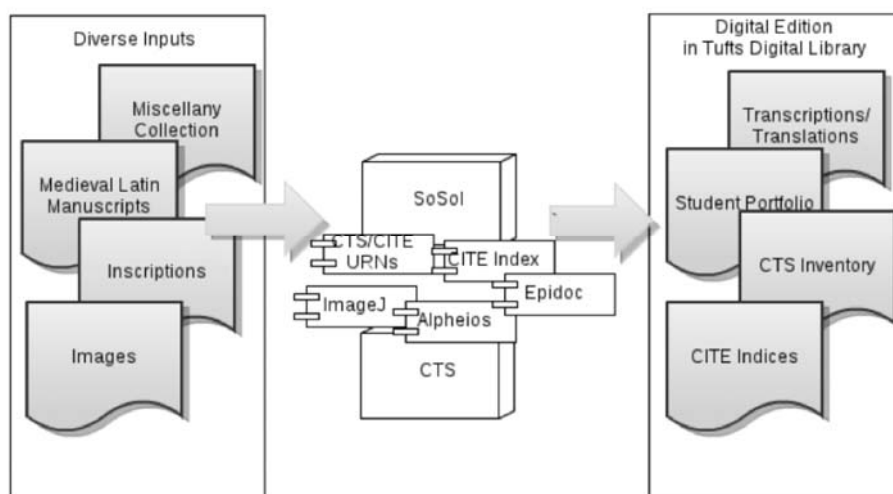 Diverse Inputs
Miscellany
Collection
Medieval Latin
Manuscripts
Inscriptions
Images
SoSol
CTS/CITE
URNs
CITE Index
Epidoc
ImageJ
Alpheios
CTS
Digital Edition
in Tufts Digital Library
Transcriptions/
Translations
Student Portfolio
CTS Inventory
CITE Indices